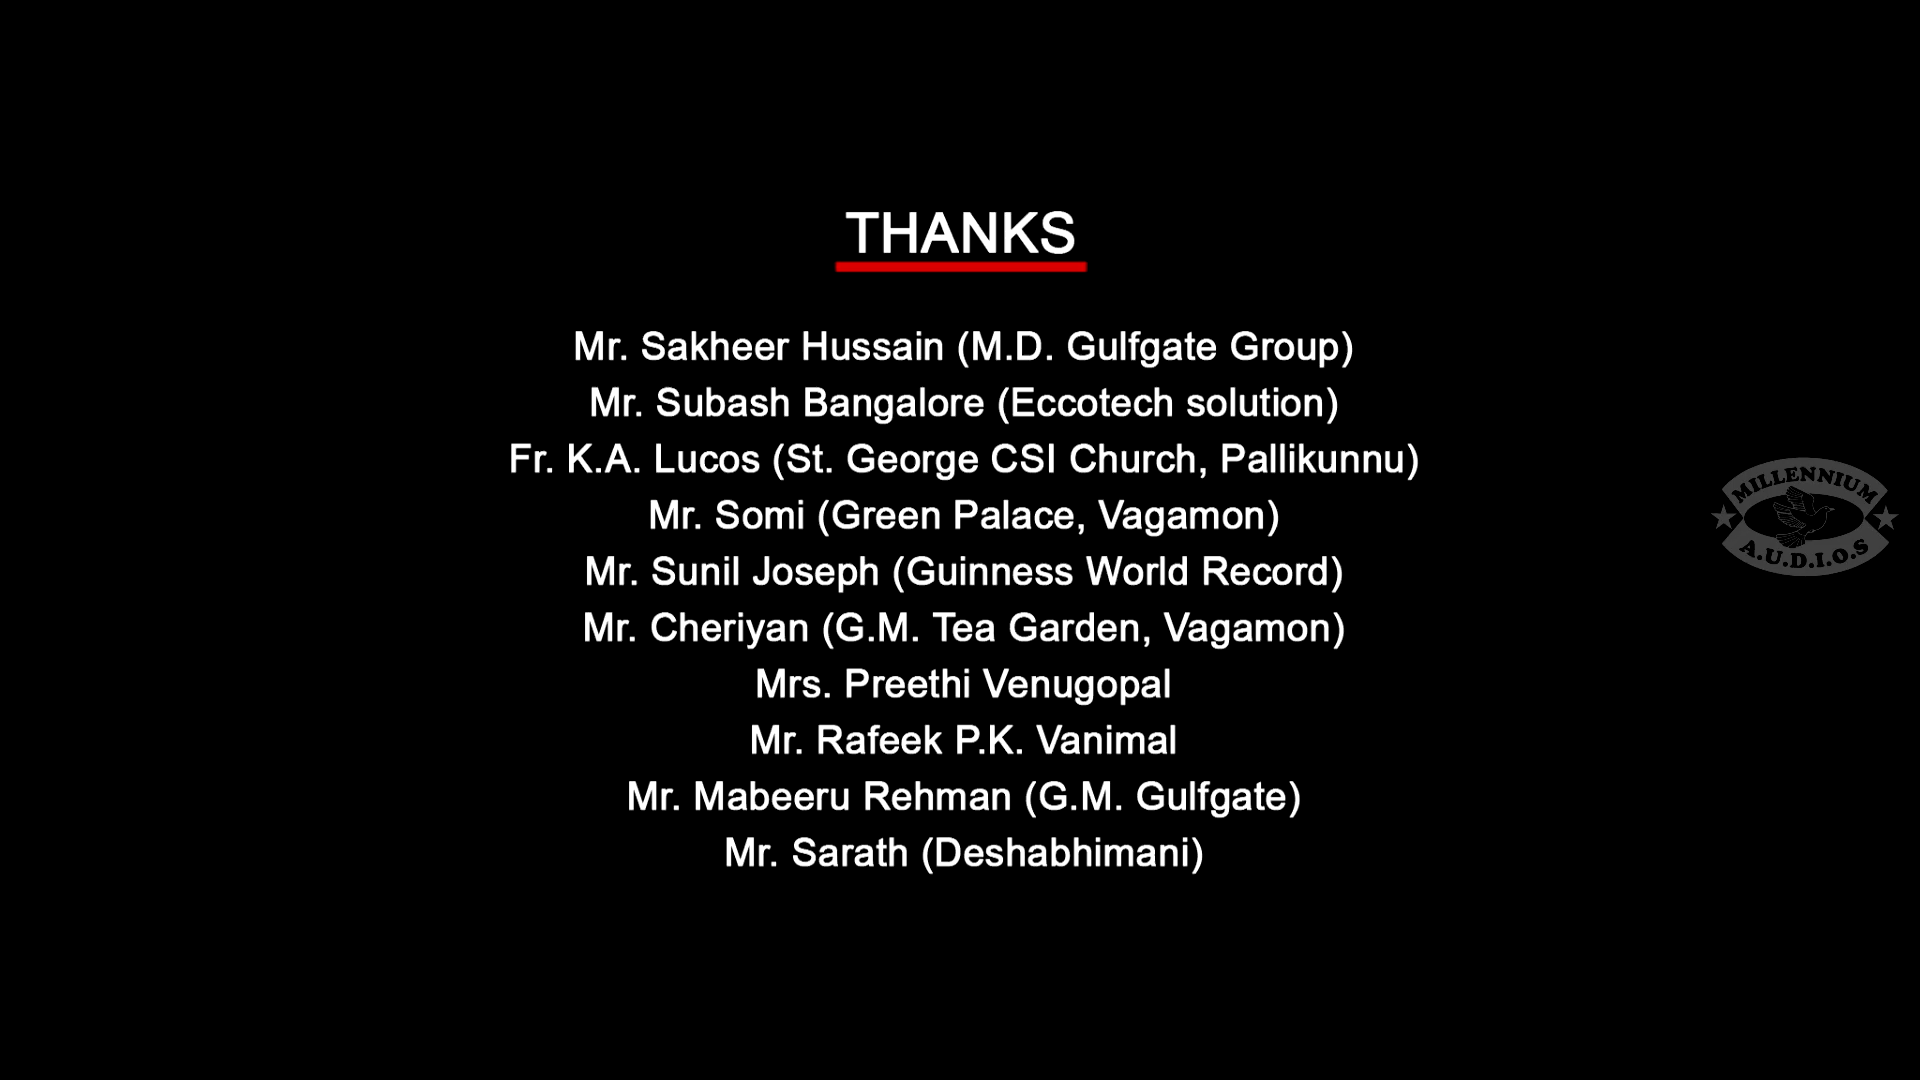 THANKS
Mr. Sakheer Hussain (M.D. Gulfgate Group)
Mr. Subash Bangalore (Eccotech solution)
Fr. K.A. Lucos (St. George CSI Church, Pallikunnu)
Mr. Somi (Green Palace, Vagamon)
Mr. Sunil Joseph (Guinness World Record)
Mr. Cheriyan (G.M. Tea Garden, Vagamon)
Mrs. Preethi Venugopal
Mr. Rafeek P.K. Vanimal
Mr. Mabeeru Rehman (G.M. Gulfgate)
Mr. Sarath (Deshabhimani)
MILLENNIUM
A.U.D.I.O.S